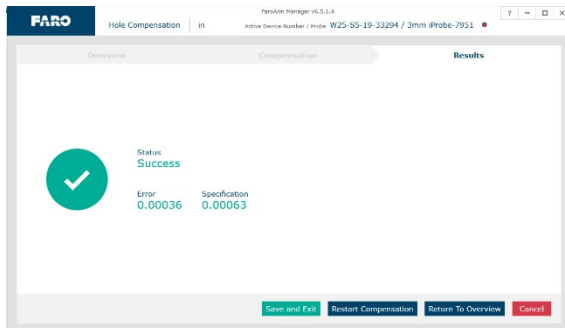 FaroArm Manager v6.5.1.4
FARO Hole Compensation in Active Device Number / Probe W25-S5-19-33294 / 3mm iProbe-7951
Overview Compensation Results
Status
Success
Error Specification
0.00036 0.00063
Save and Exit Restart Compensation Return To Overview Cancel